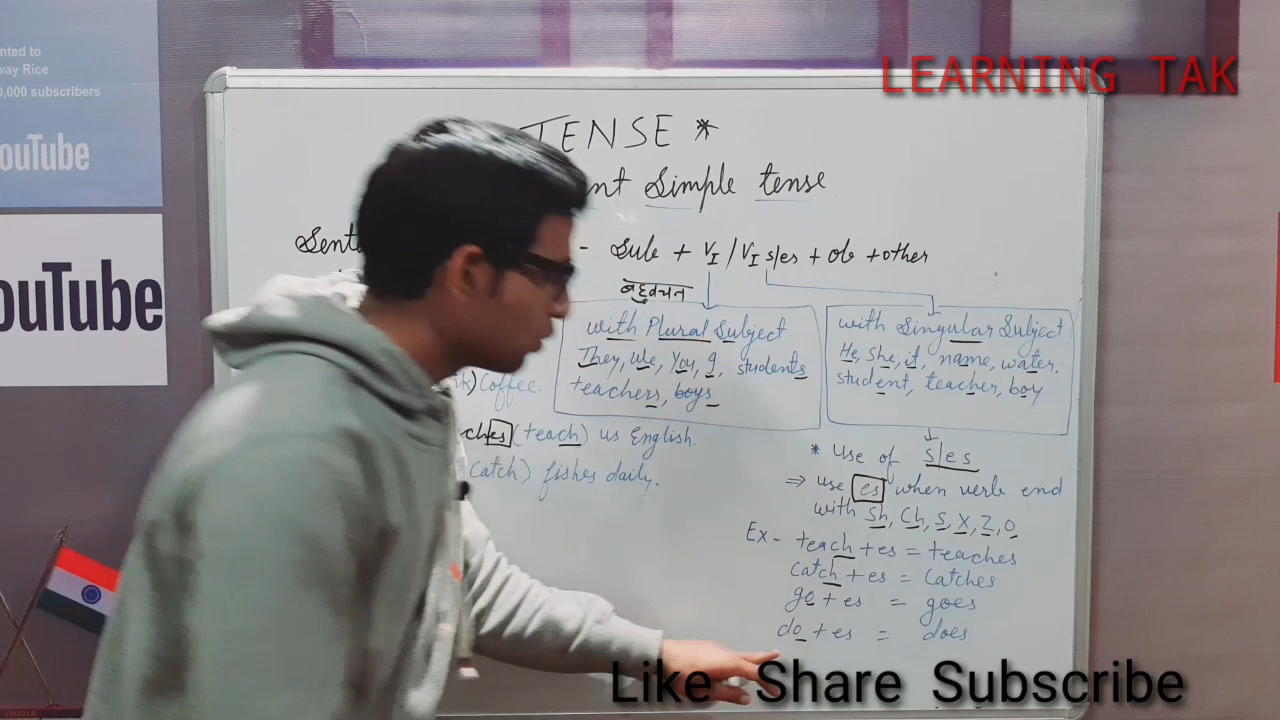 LEARNING TAK
nted to
way Rice
0,000 subscribers
ouTube
ouTube
INDIA
TENSE *
nt Simple tense
Sente - Sub + V I / V I s/es + ob + other
बहुवचन
with Plural Subject
They, We, You, I, students
teachers, boys
with Singular Subject
He, She, it, name, water.
student, teacher, boy
k) Coffee.
ches (teach) us English.
(catch) fishes daily.
* Use of s/es
⇒ use es when verb end
with Sh, Ch, S, X, Z, O
Ex - teach + es = teaches
Catch + es = Catches
go + es = goes
do + es = does
Like Share Subscribe